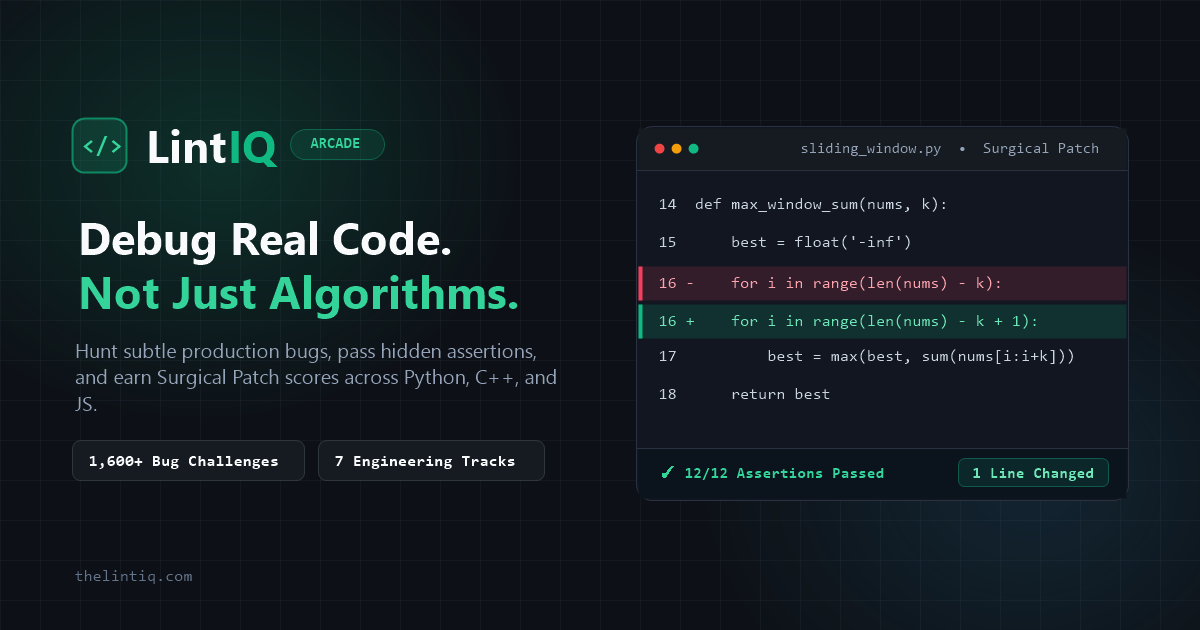 </>
LintIQ
ARCADE
Debug Real Code.
Not Just Algorithms.
Hunt subtle production bugs, pass hidden assertions,
and earn Surgical Patch scores across Python, C++, and
JS.
1,600+ Bug Challenges
7 Engineering Tracks
thelintiq.com
sliding_window.py • Surgical Patch
14 def max_window_sum(nums, k):
15     best = float('-inf')
16 -    for i in range(len(nums) - k):
16 +    for i in range(len(nums) - k + 1):
17         best = max(best, sum(nums[i:i+k]))
18     return best
✓ 12/12 Assertions Passed
1 Line Changed